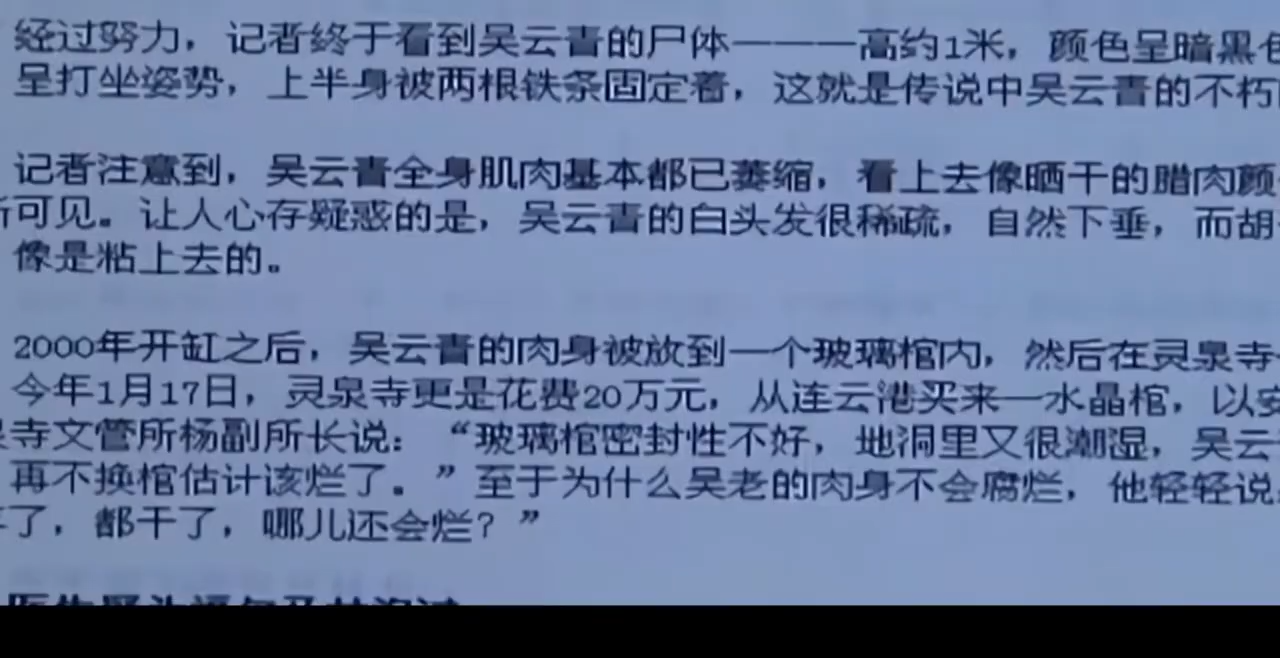 经过努力，记者终于看到吴云青的尸体———高约1米，颜色呈暗黑色
呈打坐姿势，上半身被两根铁条固定着，这就是传说中吴云青的不朽
记者注意到，吴云青全身肌肉基本都已萎缩，看上去像晒干的腊肉颜
可见。让人心存疑惑的是，吴云青的白头发很稀疏，自然下垂，而胡
像是粘上去的。
2000年开缸之后，吴云青的肉身被放到一个玻璃棺内，然后在灵泉寺
今年1月17日，灵泉寺更是花费20万元，从连云港买来一水晶棺，以安
寺文管所杨副所长说：“玻璃棺密封性不好，地洞里又很潮湿，吴云
再不换棺估计该烂了。”至于为什么吴老的肉身不会腐烂，他轻轻说
了，都干了，哪儿还会烂？”